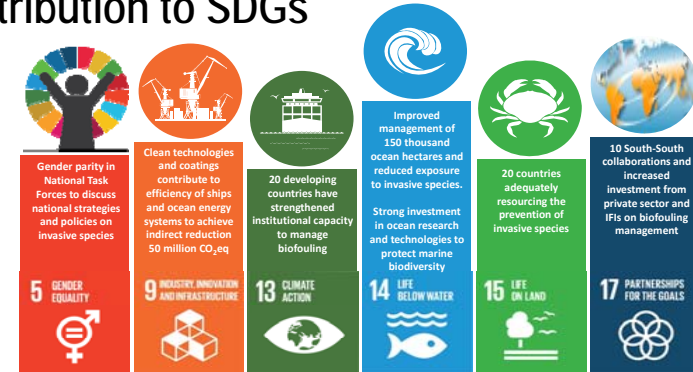 tribution to SDGs
Gender parity in
National Task
Forces to discuss
national strategies
and policies on
invasive species
5 GENDER
EQUALITY
Clean technologies
and coatings
contribute to
efficiency of ships
and ocean energy
systems to achieve
indirect reduction
50 million CO₂eq
9 INDUSTRY, INNOVATION
AND INFRASTRUCTURE
20 developing
countries have
strengthened
institutional capacity
to manage
biofouling
13 CLIMATE
ACTION
Improved
management of
150 thousand
ocean hectares and
reduced exposure
to invasive species.
Strong investment
in ocean research
and technologies to
protect marine
biodiversity
14 LIFE
BELOW WATER
20 countries
adequately
resourcing the
prevention of
invasive species
15 LIFE
ON LAND
10 South-South
collaborations and
increased
investment from
private sector and
IFIs on biofouling
management
17 PARTNERSHIPS
FOR THE GOALS